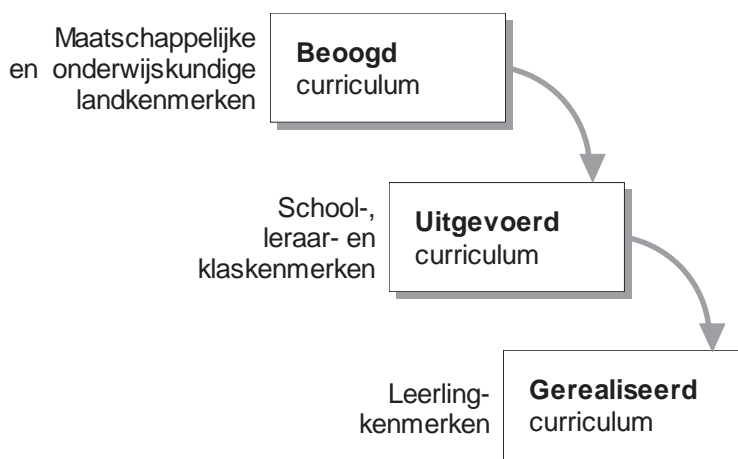 Maatschappelijke
en onderwijskundige
landkenmerken
Beoogd
curriculum
School-,
leraar- en
klaskenmerken
Uitgevoerd
curriculum
Leerling-
kenmerken
Gerealiseerd
curriculum